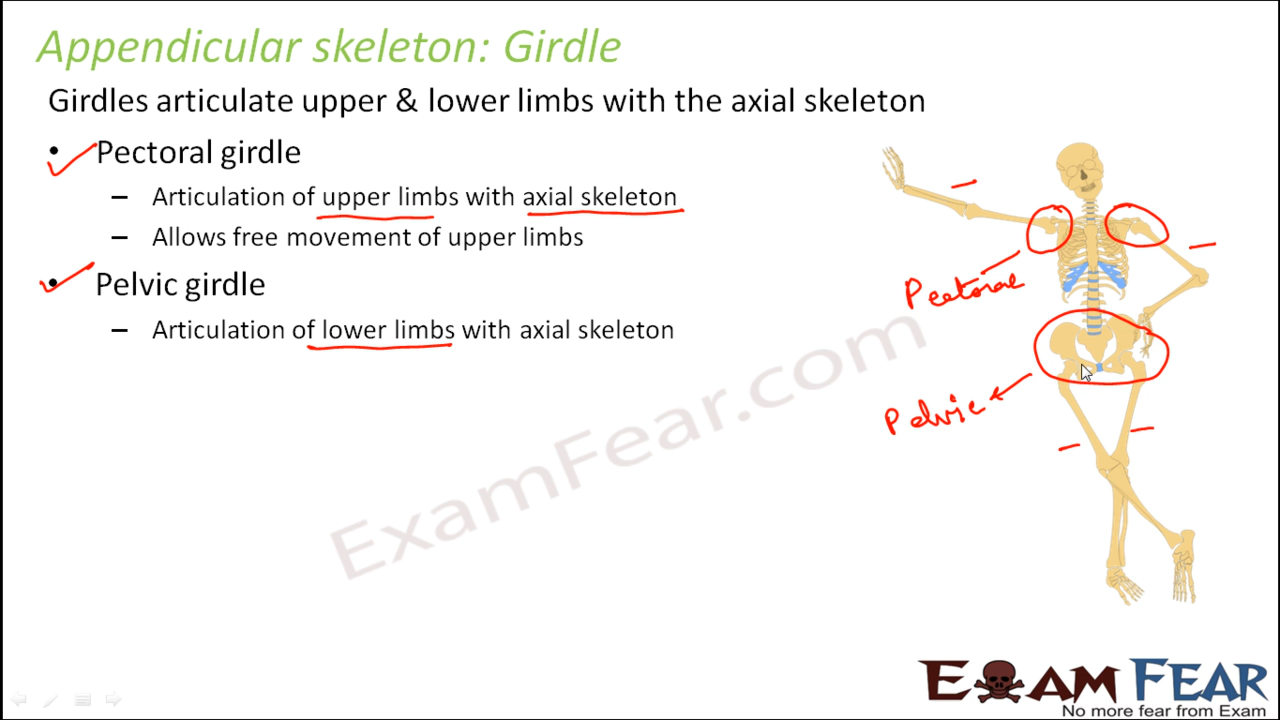 Appendicular skeleton: Girdle
Girdles articulate upper & lower limbs with the axial skeleton
• Pectoral girdle
– Articulation of upper limbs with axial skeleton
– Allows free movement of upper limbs
• Pelvic girdle
– Articulation of lower limbs with axial skeleton
Pectoral
Pelvic
ExamFear.com
EXAM FEAR
No more fear from Exam